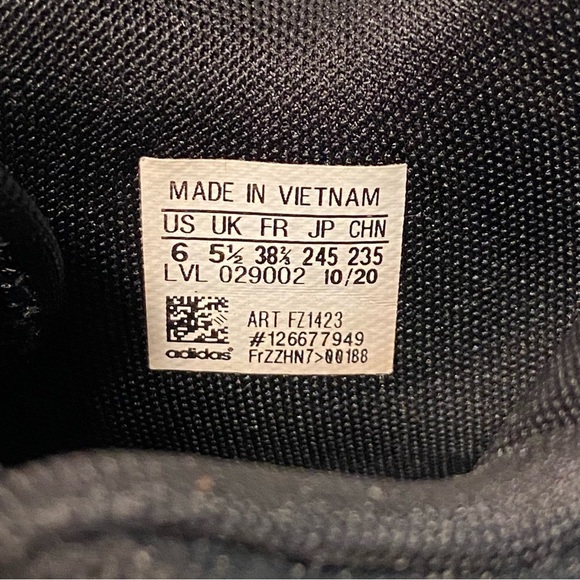 MADE IN VIETNAM
US UK FR JP CHN
6 5½ 38⅔ 245 235
LVL 029002 10/20
ART FZ1423
#126677949
adidas® FrZZHN7>00188